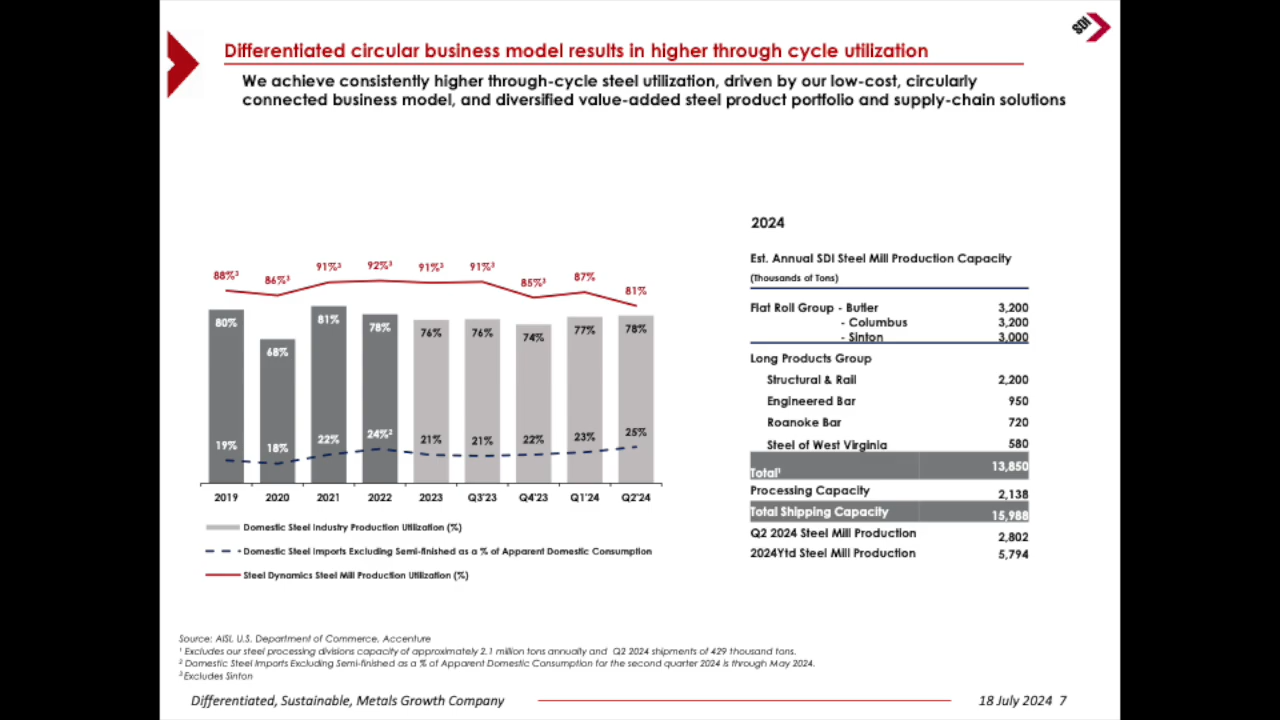 SDI
Differentiated circular business model results in higher through cycle utilization
We achieve consistently higher through-cycle steel utilization, driven by our low-cost, circularly
connected business model, and diversified value-added steel product portfolio and supply-chain solutions
88%³ 86%³ 91%³ 92%³ 91%³ 91%³ 85%³ 87% 81%
80% 68% 81% 78% 76% 76% 74% 77% 78%
19% 18% 22% 24%² 21% 21% 22% 23% 25%
2019 2020 2021 2022 2023 Q3'23 Q4'23 Q1'24 Q2'24
Domestic Steel Industry Production Utilization (%)
Domestic Steel Imports Excluding Semi-finished as a % of Apparent Domestic Consumption
Steel Dynamics Steel Mill Production Utilization (%)
2024
Est. Annual SDI Steel Mill Production Capacity
(Thousands of Tons)
Flat Roll Group - Butler 3,200
- Columbus 3,200
- Sinton 3,000
Long Products Group
Structural & Rail 2,200
Engineered Bar 950
Roanoke Bar 720
Steel of West Virginia 580
Total¹ 13,850
Processing Capacity 2,138
Total Shipping Capacity 15,988
Q2 2024 Steel Mill Production 2,802
2024Ytd Steel Mill Production 5,794
Source: AISI, U.S. Department of Commerce, Accenture
¹ Excludes our steel processing divisions capacity of approximately 2.1 million tons annually and Q2 2024 shipments of 429 thousand tons.
² Domestic Steel Imports Excluding Semi-finished as a % of Apparent Domestic Consumption for the second quarter 2024 is through May 2024.
³ Excludes Sinton
Differentiated, Sustainable, Metals Growth Company
18 July 2024 7